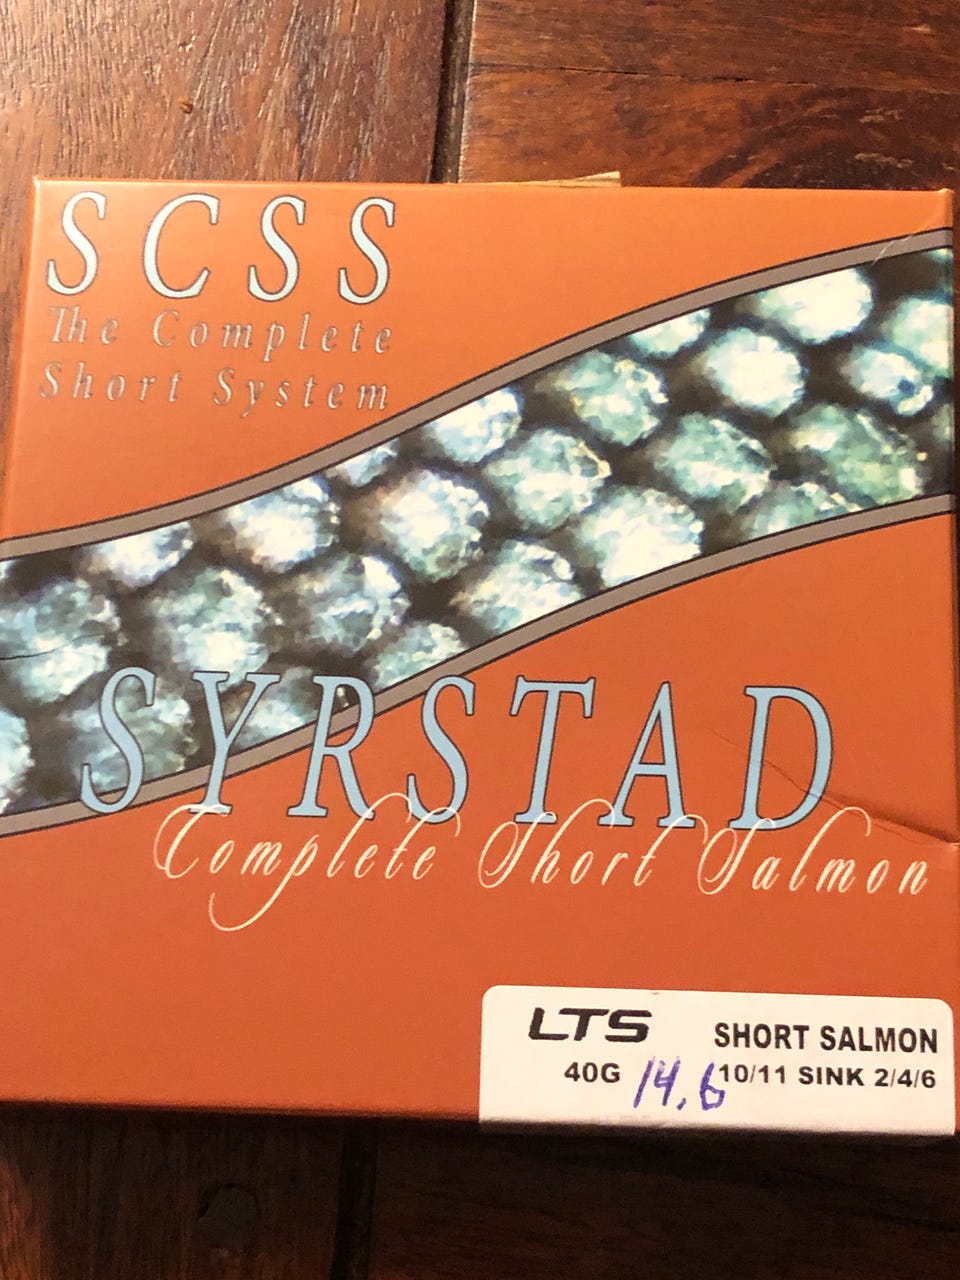 SCSS
The Complete
Short System
SYRSTAD
Complete Short Salmon
LTS SHORT SALMON
40G 14.6 10/11 SINK 2/4/6